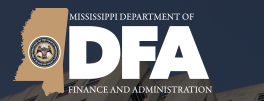 MISSISSIPPI DEPARTMENT OF
DFA
FINANCE AND ADMINISTRATION